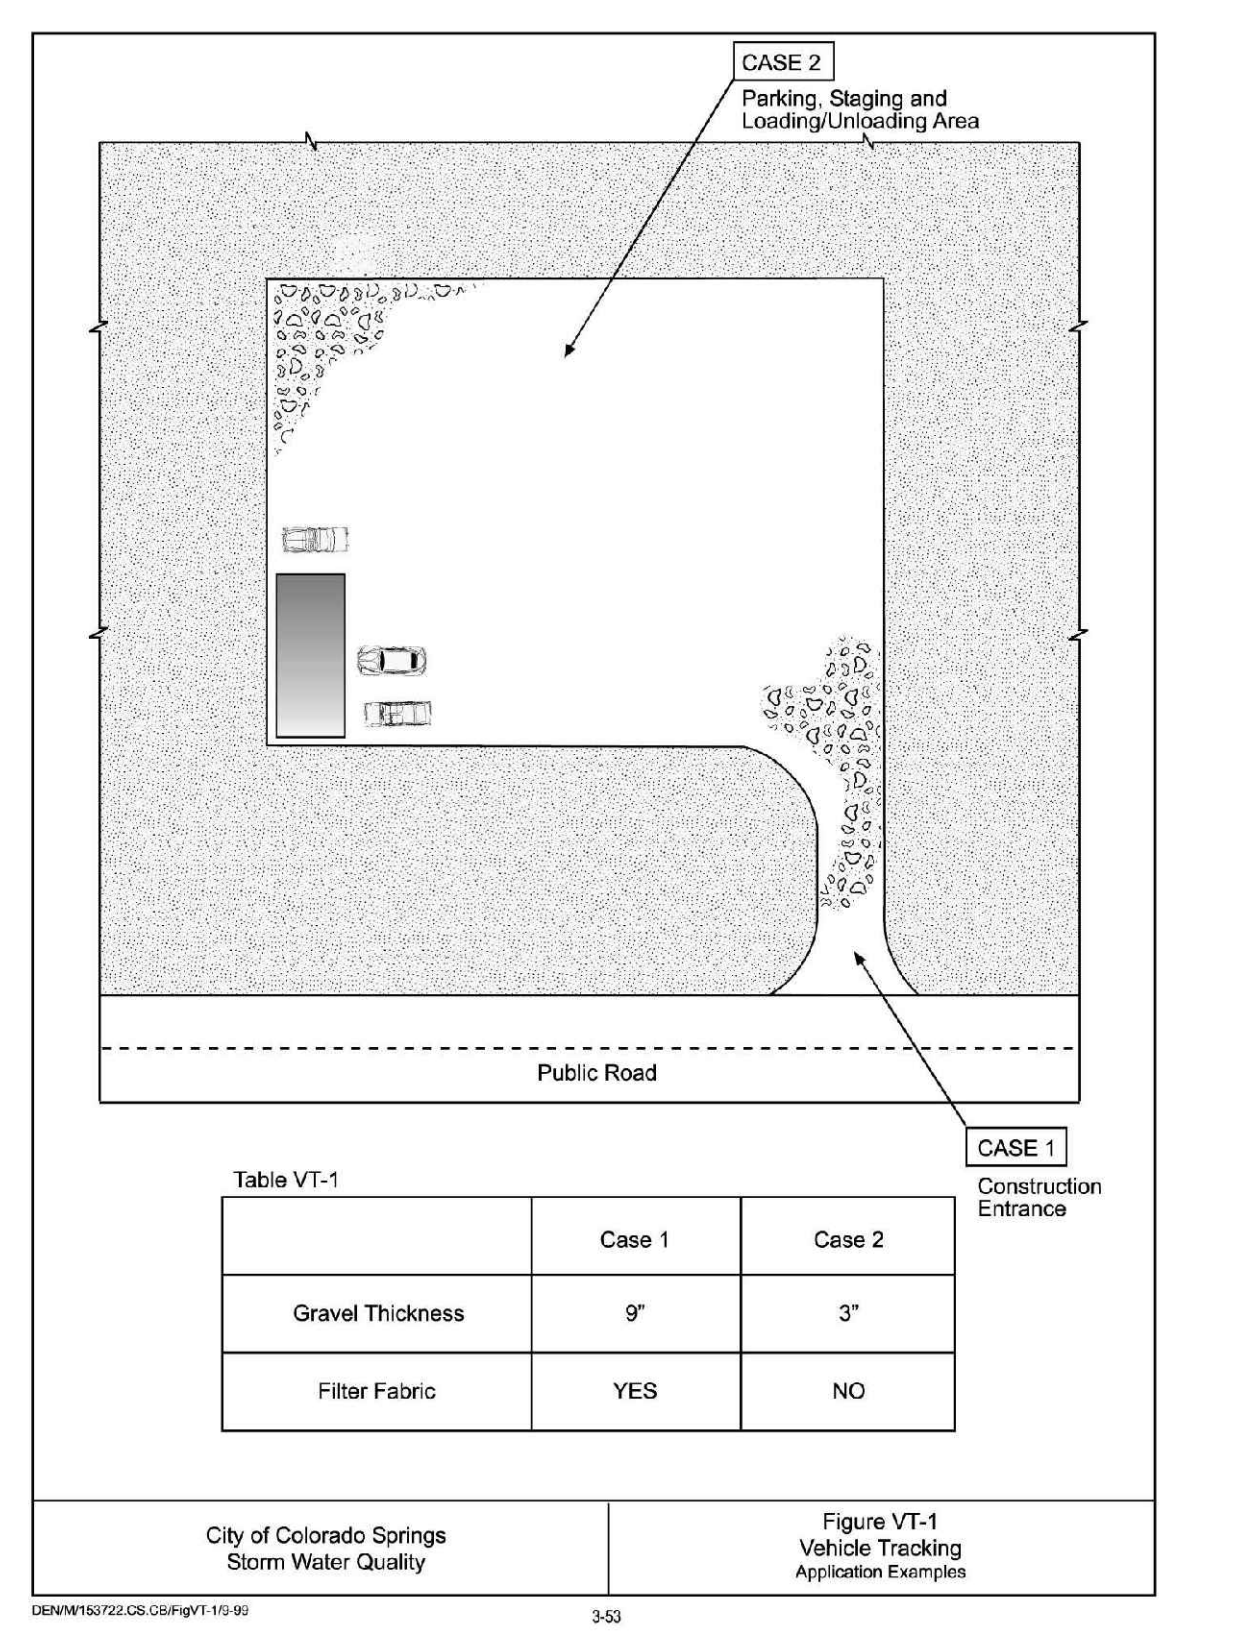 CASE 2
Parking, Staging and
Loading/Unloading Area
Public Road
CASE 1
Construction
Entrance
Table VT-1
Case 1 Case 2
Gravel Thickness 9” 3”
Filter Fabric YES NO
City of Colorado Springs
Storm Water Quality
Figure VT-1
Vehicle Tracking
Application Examples
DEN/M/153722.CS.CB/FigVT-1/9-99
3-53